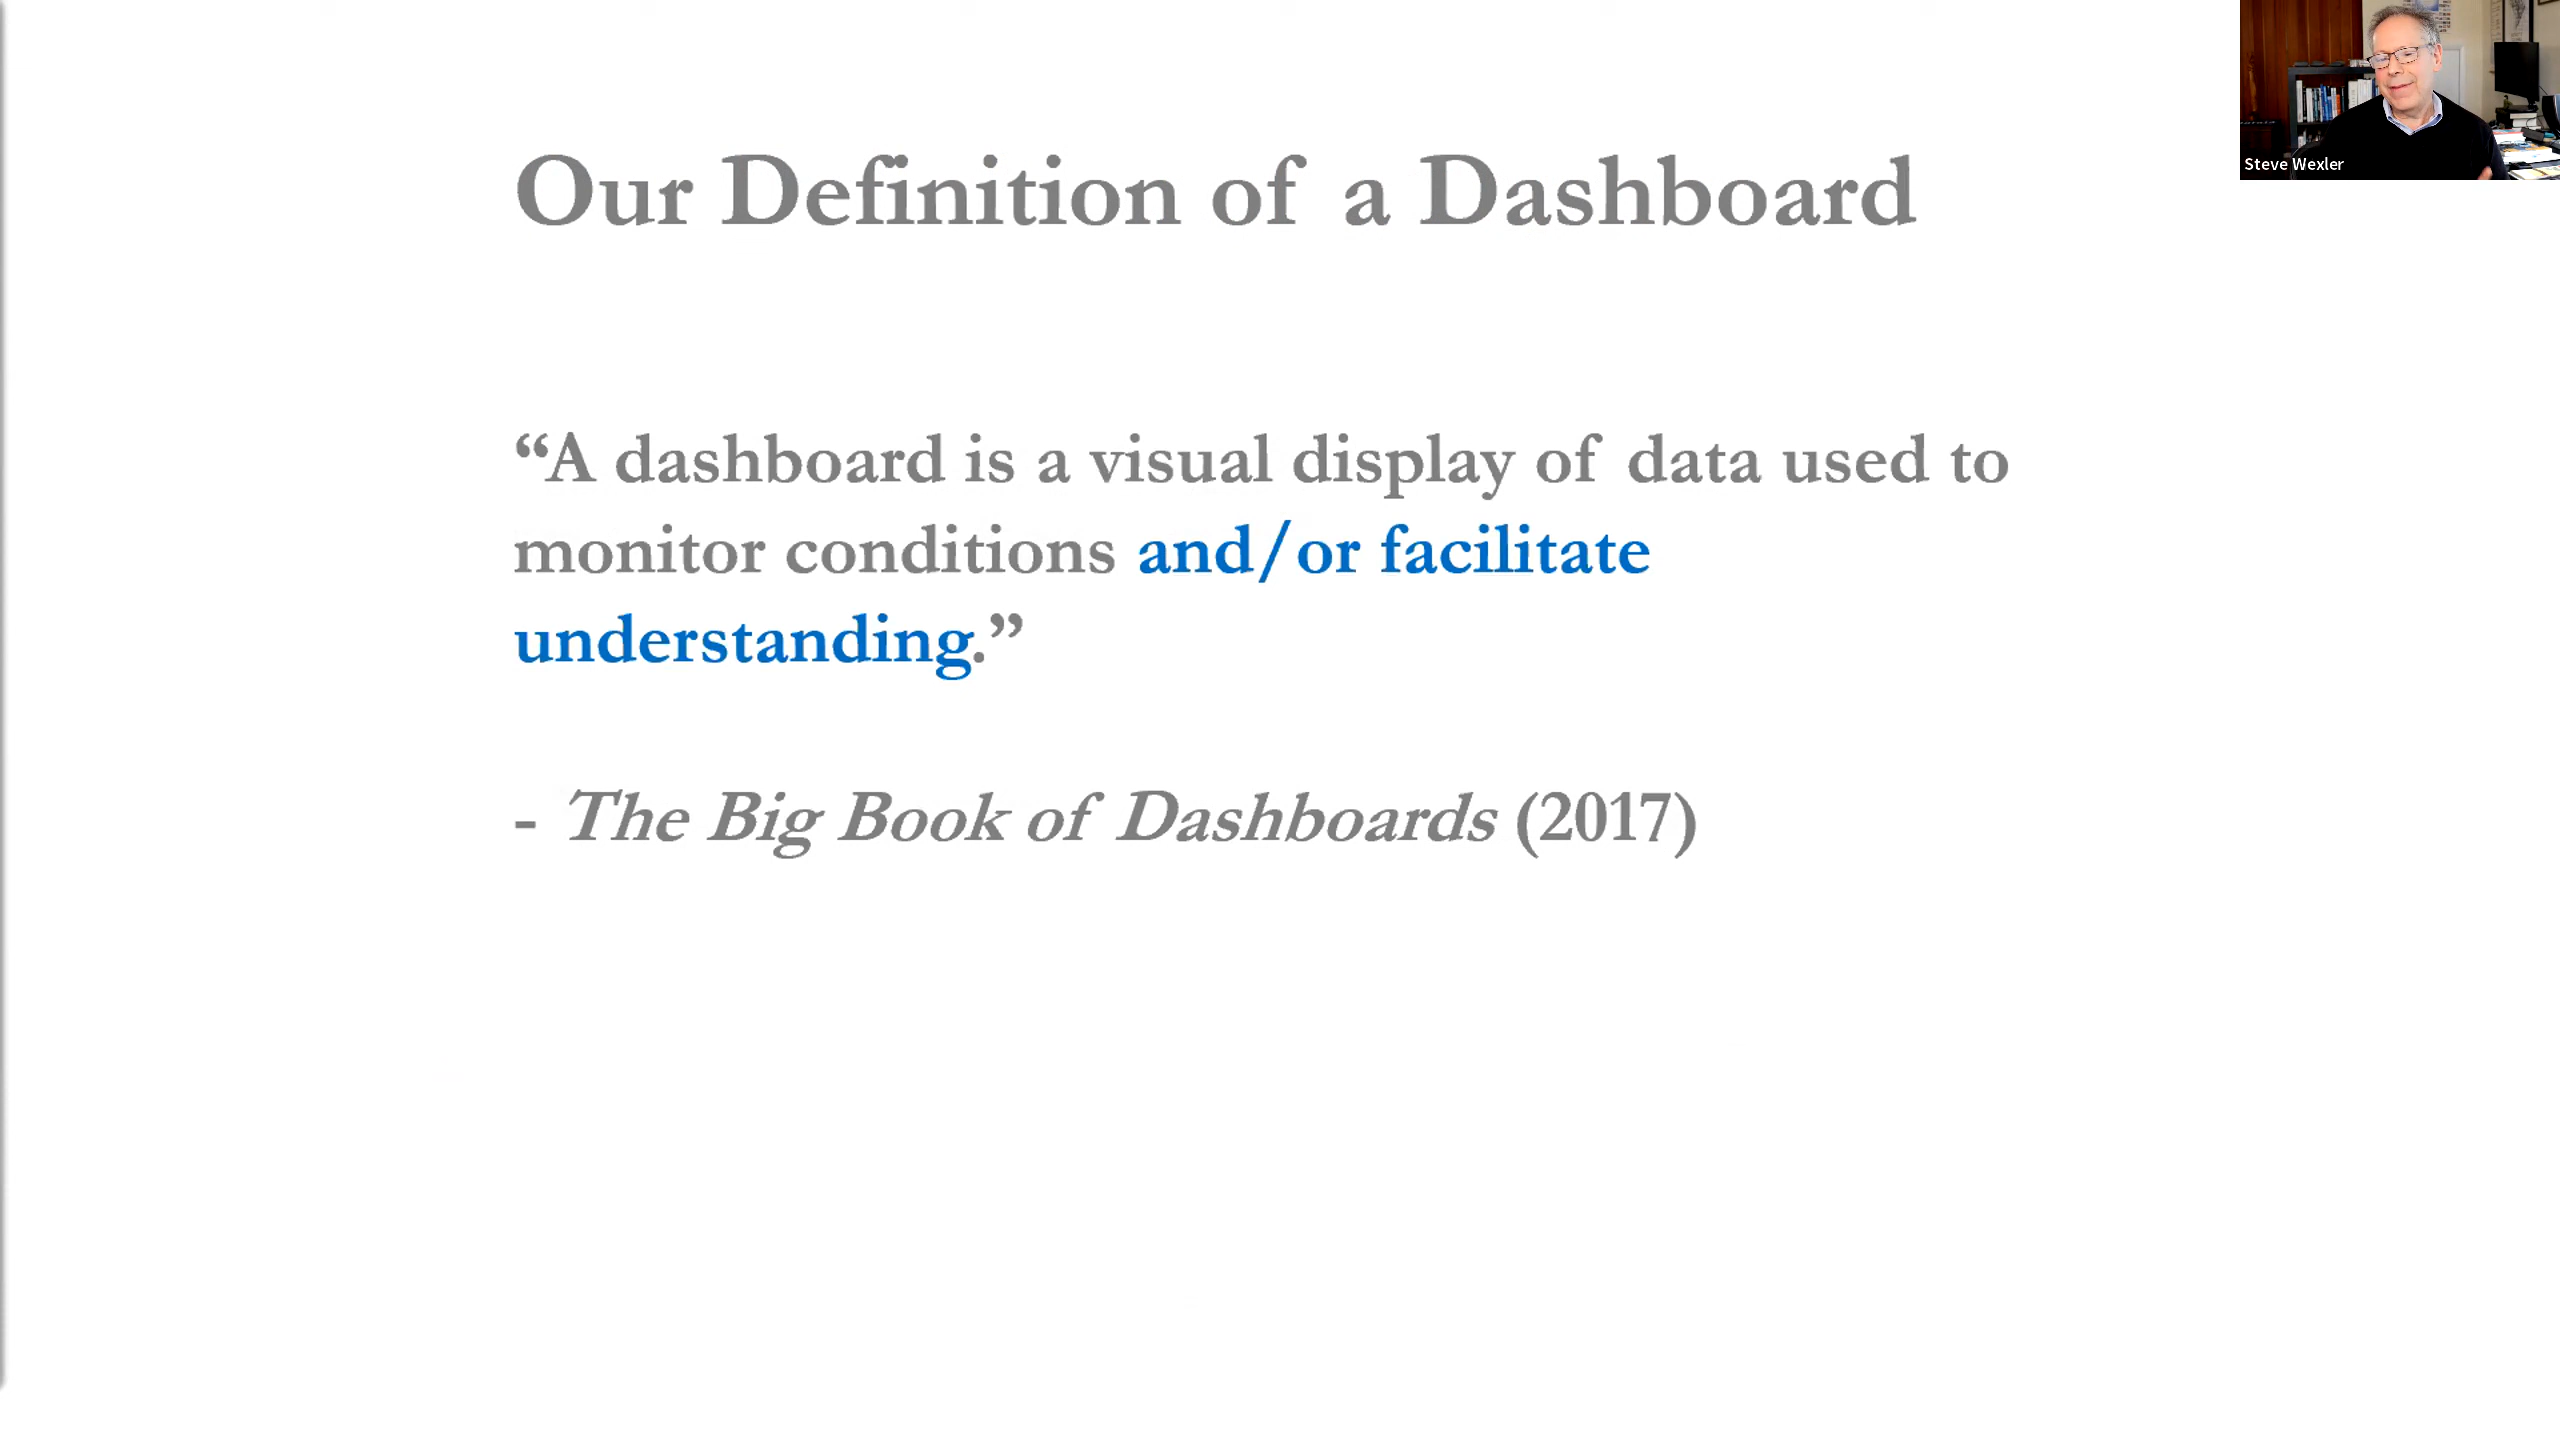 Our Definition of a Dashboard
“A dashboard is a visual display of data used to
monitor conditions and/or facilitate
understanding.”
- The Big Book of Dashboards (2017)
Steve Wexler